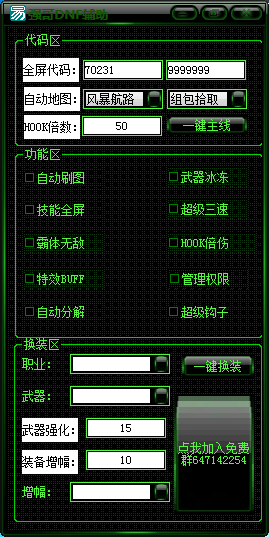 DNF辅助
代码区
全屏代码: 70231 9999999
自动地图: 风暴航路 组包拾取
HOOK倍数: 50 一键主线
功能区
自动刷图 武器冰冻
技能全屏 超级三速
霸体无敌 HOOK倍伤
特效BUFF 管理权限
自动分解 超级钩子
换装区
职业: 一键换装
武器:
武器强化: 15
装备增幅: 10
增幅:
点我加入免费
群647142254